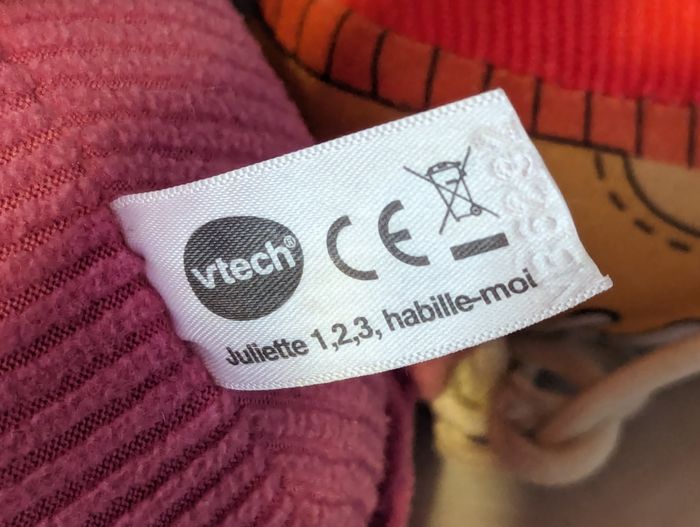 vtech®
CE
Juliette 1,2,3, habille-moi